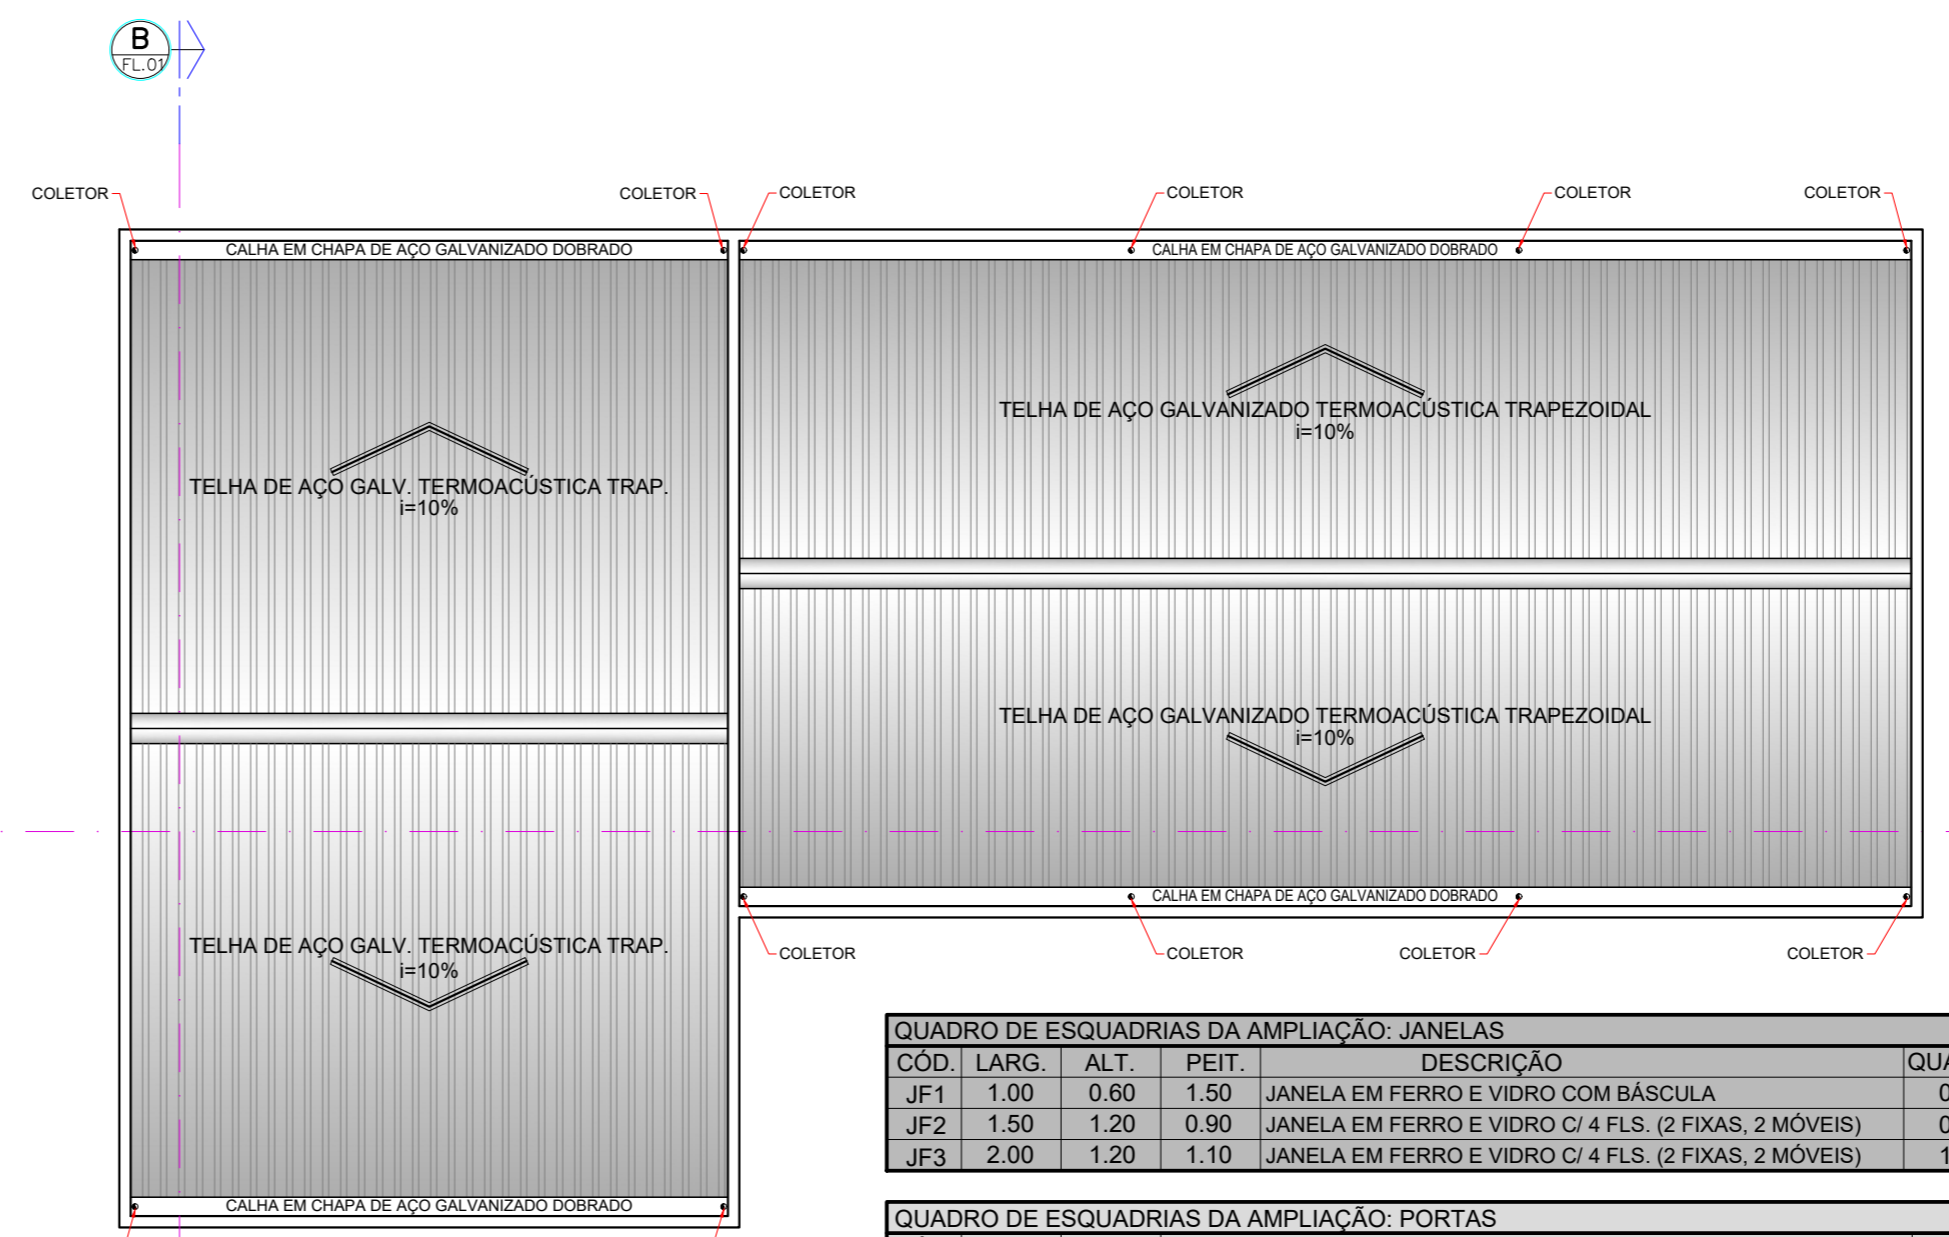 B
FL.01
COLETOR
COLETOR
COLETOR
COLETOR
COLETOR
COLETOR
CALHA EM CHAPA DE AÇO GALVANIZADO DOBRADO
CALHA EM CHAPA DE AÇO GALVANIZADO DOBRADO
TELHA DE AÇO GALVANIZADO TERMOACÚSTICA TRAPEZOIDAL
i=10%
TELHA DE AÇO GALV. TERMOACÚSTICA TRAP.
i=10%
TELHA DE AÇO GALVANIZADO TERMOACÚSTICA TRAPEZOIDAL
i=10%
CALHA EM CHAPA DE AÇO GALVANIZADO DOBRADO
TELHA DE AÇO GALV. TERMOACÚSTICA TRAP.
i=10%
COLETOR
COLETOR
COLETOR
COLETOR
QUADRO DE ESQUADRIAS DA AMPLIAÇÃO: JANELAS
CÓD. LARG. ALT. PEIT. DESCRIÇÃO
JF1 1.00 0.60 1.50 JANELA EM FERRO E VIDRO COM BÁSCULA
JF2 1.50 1.20 0.90 JANELA EM FERRO E VIDRO C/ 4 FLS. (2 FIXAS, 2 MÓVEIS)
JF3 2.00 1.20 1.10 JANELA EM FERRO E VIDRO C/ 4 FLS. (2 FIXAS, 2 MÓVEIS)
CALHA EM CHAPA DE AÇO GALVANIZADO DOBRADO
QUADRO DE ESQUADRIAS DA AMPLIAÇÃO: PORTAS